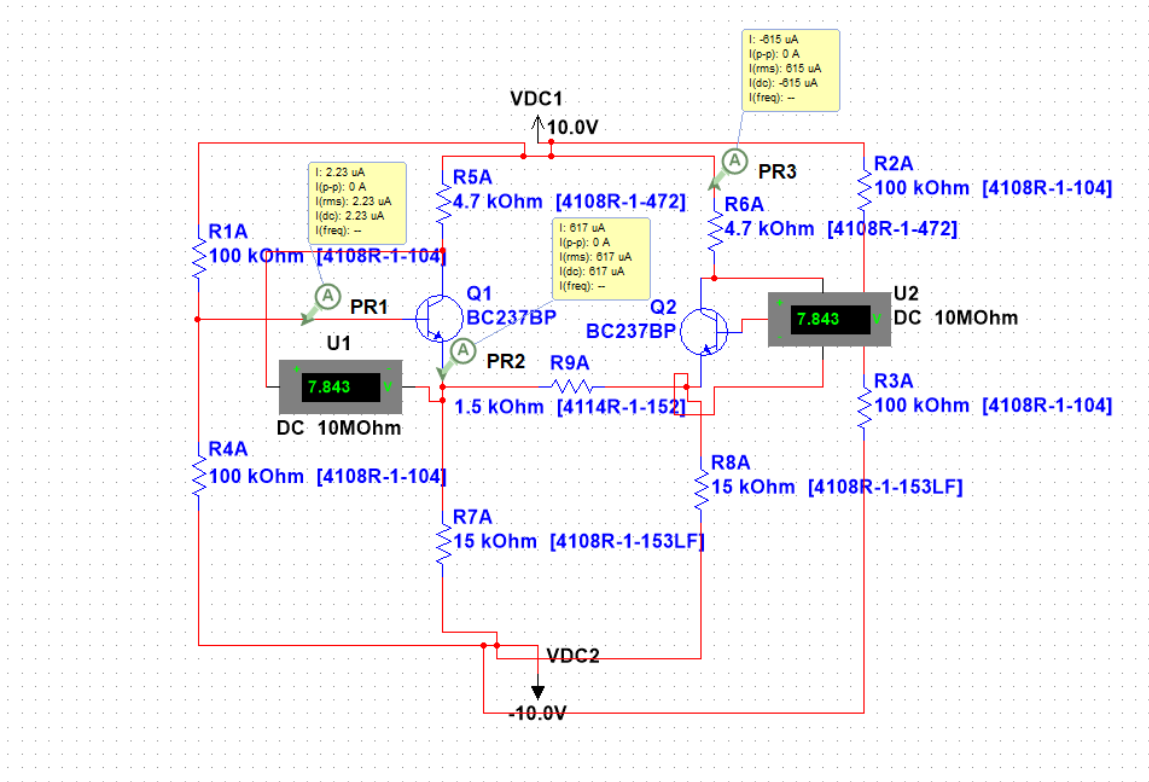 I: -615 uA
I(p-p): 0 A
I(rms): 615 uA
I(dc): -615 uA
I(freq): --
VDC1
10.0V
PR3
I: 2.23 uA
I(p-p): 0 A
I(rms): 2.23 uA
I(dc): 2.23 uA
I(freq): --
R5A
4.7 kOhm [4108R-1-472]
R2A
100 kOhm [4108R-1-104]
R6A
4.7 kOhm [4108R-1-472]
I: 617 uA
I(p-p): 0 A
I(rms): 617 uA
I(dc): 617 uA
I(freq): --
R1A
100 kOhm [4108R-1-104]
A
A
A
PR1
Q1
BC237BP
Q2
BC237BP
U2
DC 10MOhm
+
-
7.843
V
U1
+
-
7.843
V
DC 10MOhm
PR2
R9A
1.5 kOhm [4114R-1-152]
R3A
100 kOhm [4108R-1-104]
R4A
100 kOhm [4108R-1-104]
R8A
15 kOhm [4108R-1-153LF]
R7A
15 kOhm [4108R-1-153LF]
VDC2
-10.0V